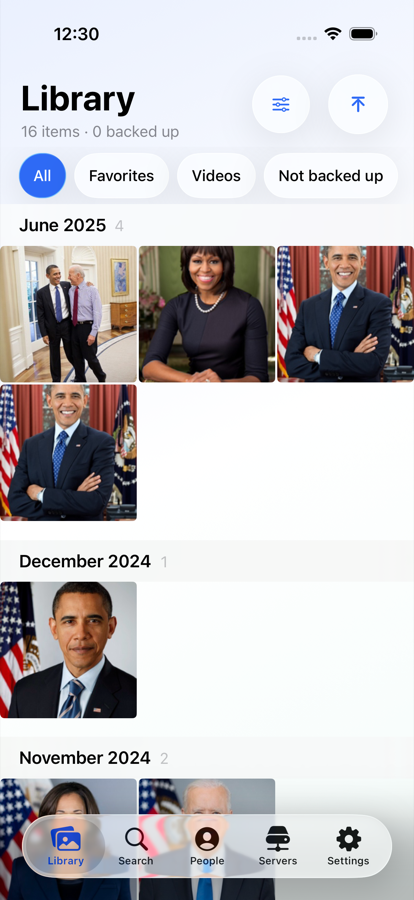 12:30
Library
16 items · 0 backed up
All
Favorites
Videos
Not backed up
June 2025 4
December 2024 1
November 2024 2
Library
Search
People
Servers
Settings